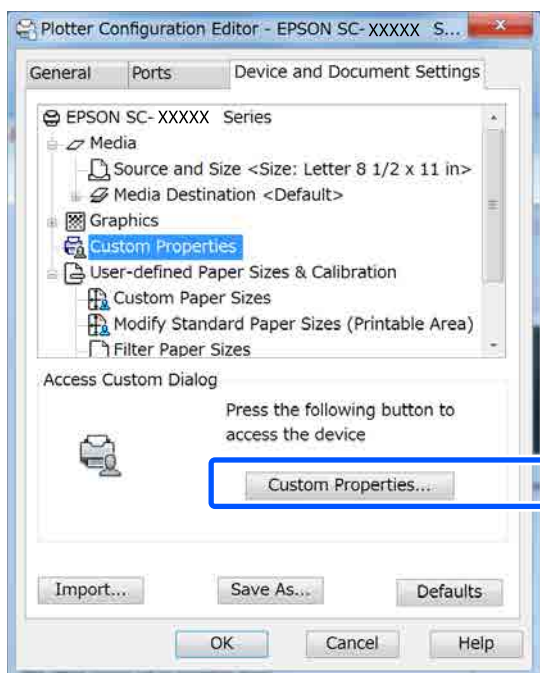 Plotter Configuration Editor - EPSON SC- XXXXX S...
General Ports Device and Document Settings
EPSON SC- XXXXX Series
Media
Source and Size <Size: Letter 8 1/2 x 11 in>
Media Destination <Default>
Graphics
Custom Properties
User-defined Paper Sizes & Calibration
Custom Paper Sizes
Modify Standard Paper Sizes (Printable Area)
Filter Paper Sizes
Access Custom Dialog
Press the following button to
access the device
Custom Properties...
Import... Save As... Defaults
OK Cancel Help